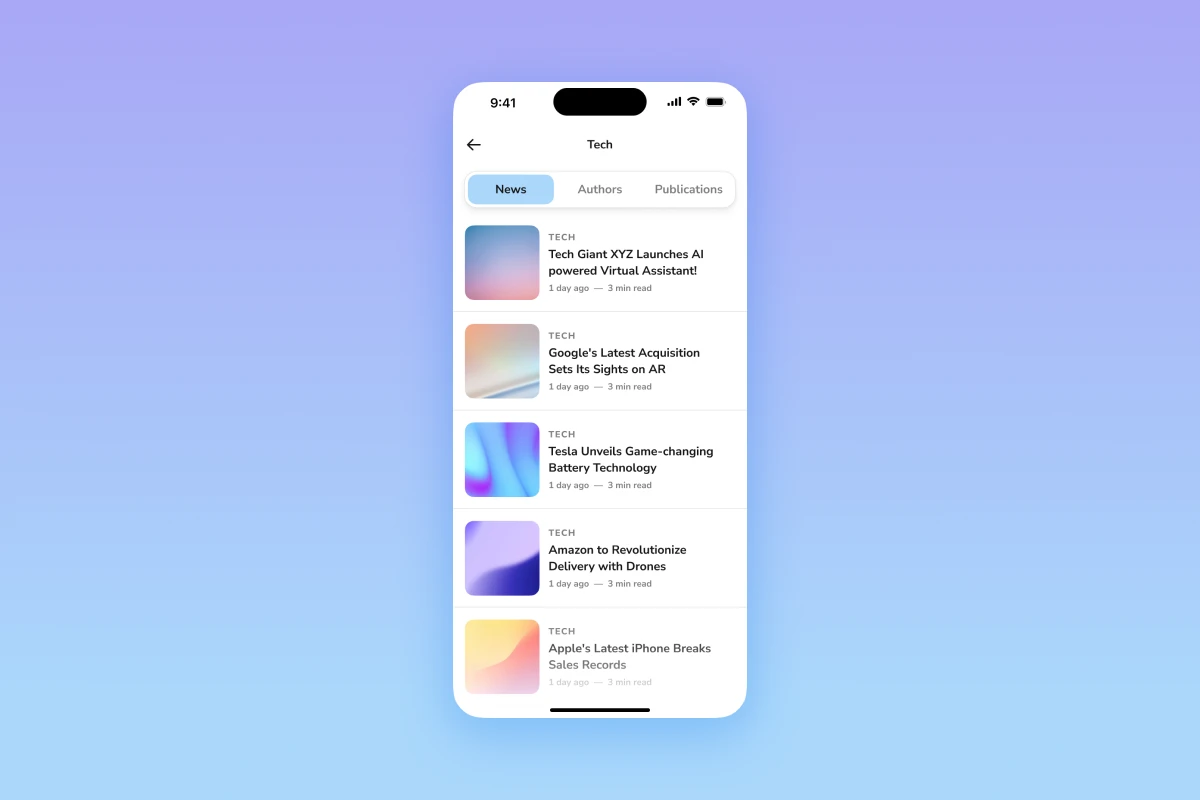 9:41
Tech
News Authors Publications
TECH
Tech Giant XYZ Launches AI
powered Virtual Assistant!
1 day ago — 3 min read
TECH
Google's Latest Acquisition
Sets Its Sights on AR
1 day ago — 3 min read
TECH
Tesla Unveils Game-changing
Battery Technology
1 day ago — 3 min read
TECH
Amazon to Revolutionize
Delivery with Drones
1 day ago — 3 min read
TECH
Apple's Latest iPhone Breaks
Sales Records
1 day ago — 3 min read